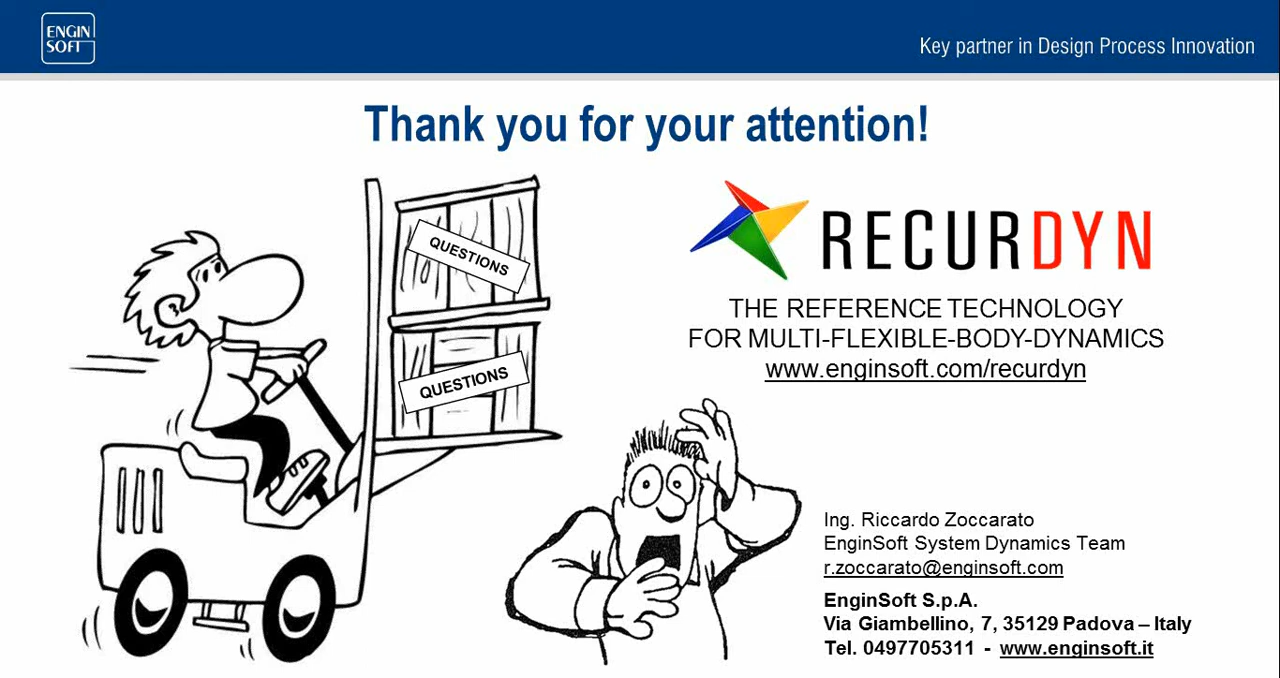 ENGIN
SOFT
Key partner in Design Process Innovation
Thank you for your attention!
QUESTIONS
QUESTIONS
RECURDYN
THE REFERENCE TECHNOLOGY
FOR MULTI-FLEXIBLE-BODY-DYNAMICS
www.enginsoft.com/recurdyn
Ing. Riccardo Zoccarato
EnginSoft System Dynamics Team
r.zoccarato@enginsoft.com
EnginSoft S.p.A.
Via Giambellino, 7, 35129 Padova – Italy
Tel. 0497705311 - www.enginsoft.it